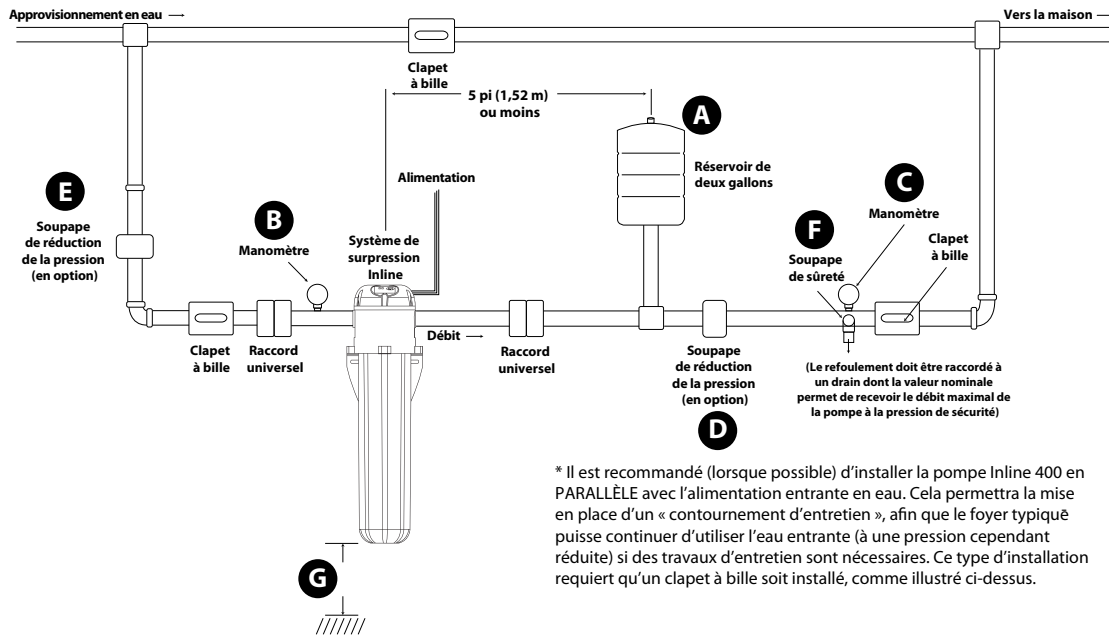 Approvisionnement en eau
Vers la maison
Clapet
à bille
5 pi (1,52 m)
ou moins
A
Réservoir de
deux gallons
Alimentation
E
Soupape
de réduction
de la pression
(en option)
B
Manomètre
Système de
surpression
Inline
C
Manomètre
F
Soupape
de sûreté
Clapet
à bille
Clapet
à bille
Raccord
universel
Débit
Raccord
universel
Soupape
de réduction
de la pression
(en option)
D
(Le refoulement doit être raccordé à
un drain dont la valeur nominale
permet de recevoir le débit maximal de
la pompe à la pression de sécurité)
G
* Il est recommandé (lorsque possible) d’installer la pompe Inline 400 en
PARALLÈLE avec l’alimentation entrante en eau. Cela permettra la mise
en place d’un « contournement d’entretien », afin que le foyer typique
puisse continuer d’utiliser l’eau entrante (à une pression cependant
réduite) si des travaux d’entretien sont nécessaires. Ce type d’installation
requiert qu’un clapet à bille soit installé, comme illustré ci-dessus.